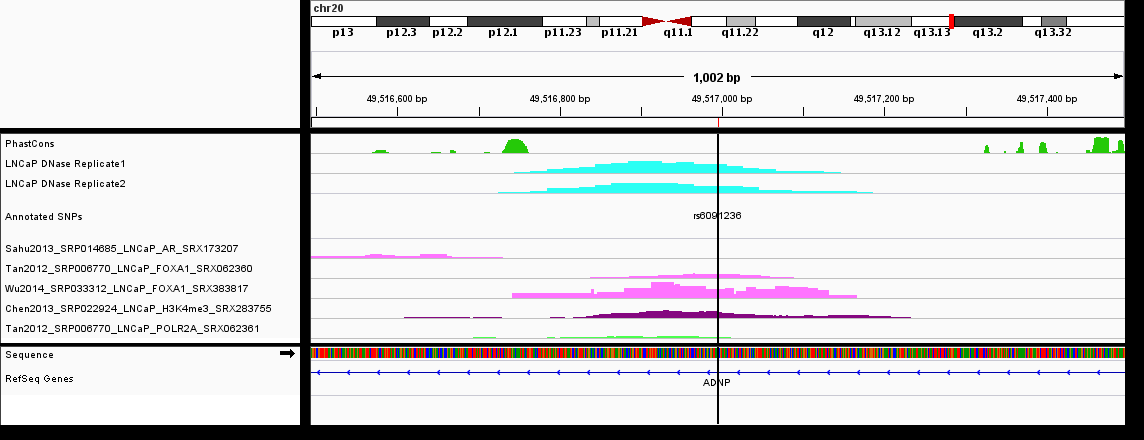 chr20
p13 p12.3 p12.2 p12.1 p11.23 p11.21 q11.1 q11.22 q12 q13.12 q13.13 q13.2 q13.32
1,002 bp
49,516,600 bp 49,516,800 bp 49,517,000 bp 49,517,200 bp 49,517,400 bp
PhastCons
LNCaP DNase Replicate1
LNCaP DNase Replicate2
Annotated SNPs rs6091236
Sahu2013_SRP014685_LNCaP_AR_SRX173207
Tan2012_SRP006770_LNCaP_FOXA1_SRX062360
Wu2014_SRP033312_LNCaP_FOXA1_SRX383817
Chen2013_SRP022924_LNCaP_H3K4me3_SRX283755
Tan2012_SRP006770_LNCaP_POLR2A_SRX062361
Sequence
RefSeq Genes
ADNP